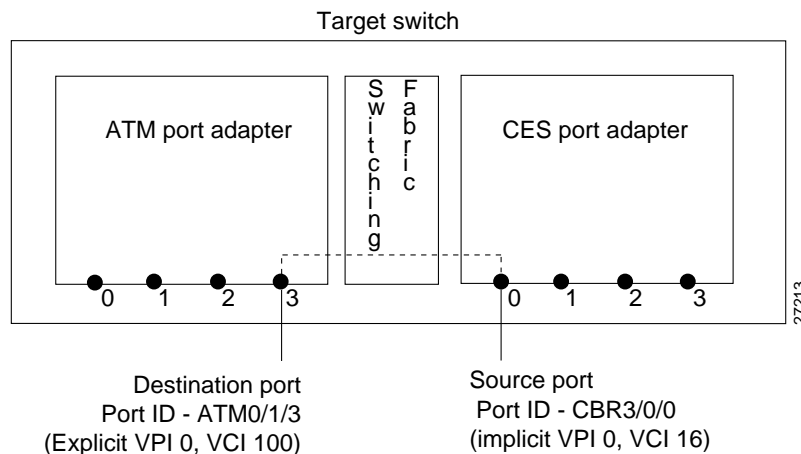 Target switch
ATM port adapter
Switching
Fabric
CES port adapter
0 1 2 3
0 1 2 3
27213
Destination port
Port ID - ATM0/1/3
(Explicit VPI 0, VCI 100)
Source port
Port ID - CBR3/0/0
(implicit VPI 0, VCI 16)